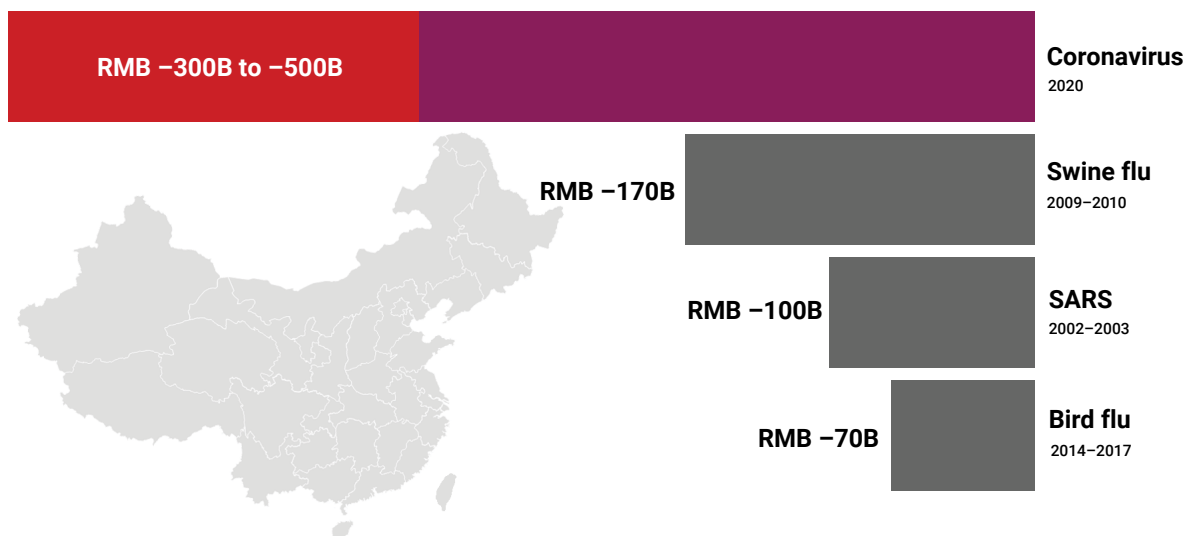 RMB –300B to –500B
Coronavirus
2020
RMB –170B
Swine flu
2009–2010
RMB –100B
SARS
2002–2003
RMB –70B
Bird flu
2014–2017